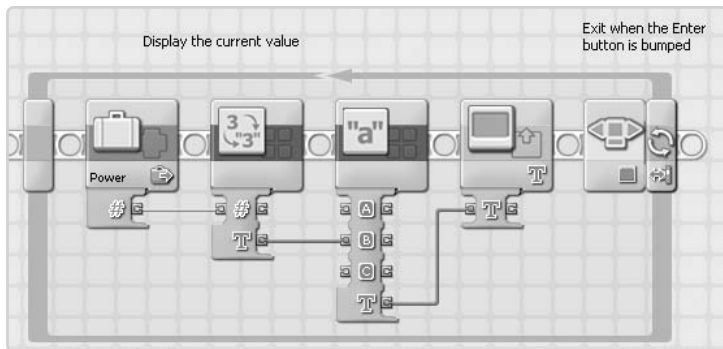 Display the current value
Exit when the Enter
button is bumped
3
"3"
"a"
Power
T
#
#
T
A
B
C
T
T